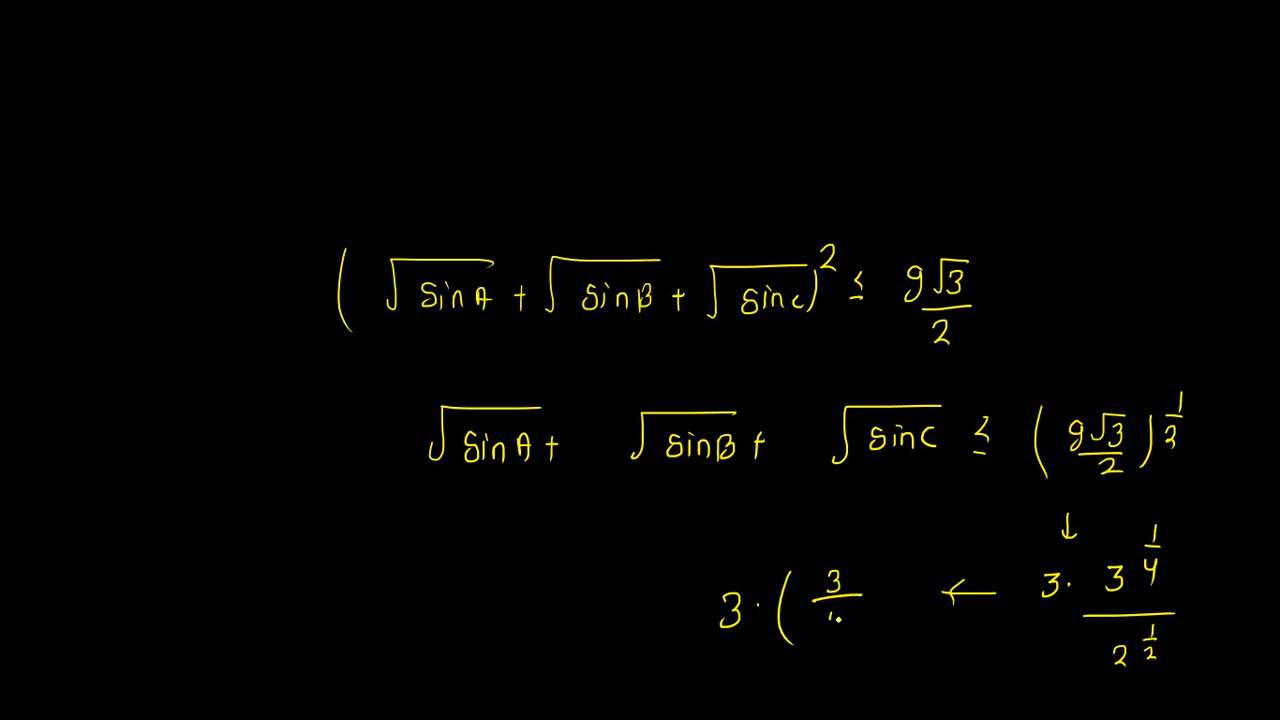 ( √sinA + √sinB + √sinC )² ≤ 9√3/2
√sinA + √sinB + √sinC ≤ ( 9√3/2 )^(1/2)
↓
3 · ( 3/ ← 3 · 3^(1/4) / 2^(1/2)